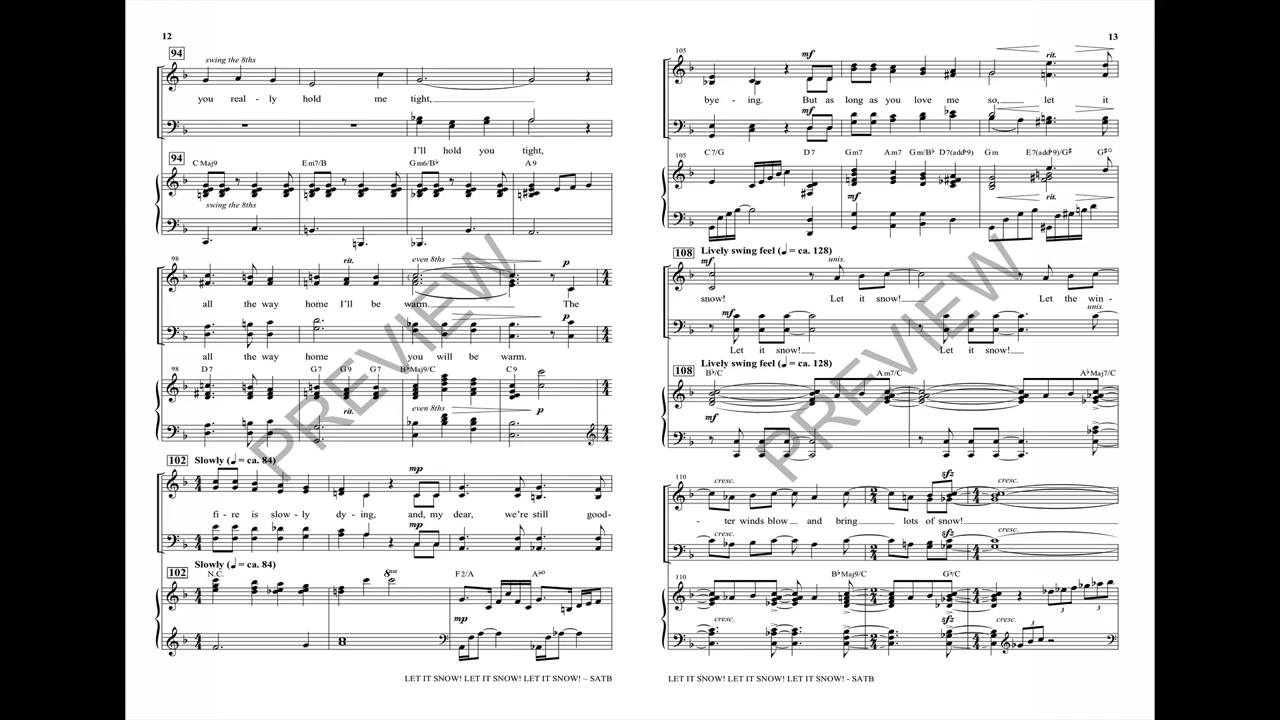 12
94
swing the 8ths
you real - ly hold me tight,
I'll hold you tight,
94
C Maj9 Em7/B Gm6/B♭ A9
swing the 8ths
98
rit. even 8ths p
all the way home I'll be warm. The
p
all the way home you will be warm.
98
D7 G7 G9 G7 B♭Maj9/C C9
rit. even 8ths p
102 Slowly (♩ = ca. 84)
mp
fi - re is slow - ly dy - ing, and, my dear, we're still good-
mp
102 Slowly (♩ = ca. 84)
N.C. 8va F2/A A♭o
mp
LET IT SNOW! LET IT SNOW! LET IT SNOW! – SATB
13
105
mf rit.
bye - ing. But as long as you love me so, let it
mf
105
C7/G D7 Gm7 Am7 Gm/B♭ D7(add♭9) Gm E7(add♭9)/G♯ G♯o
mf rit.
108 Lively swing feel (♩ = ca. 128)
mf unis.
snow! Let it snow! Let the win -
mf unis.
Let it snow! Let it snow!
108 Lively swing feel (♩ = ca. 128)
B♭/C Am7/C A♭Maj7/C
mf
110
cresc. sfz cresc.
- ter winds blow and bring lots of snow!
cresc. sfz cresc.
110
B♭Maj9/C G♭/C
cresc. 3 3
cresc. sfz cresc. 3
LET IT SNOW! LET IT SNOW! LET IT SNOW! - SATB
PREVIEW
PREVIEW